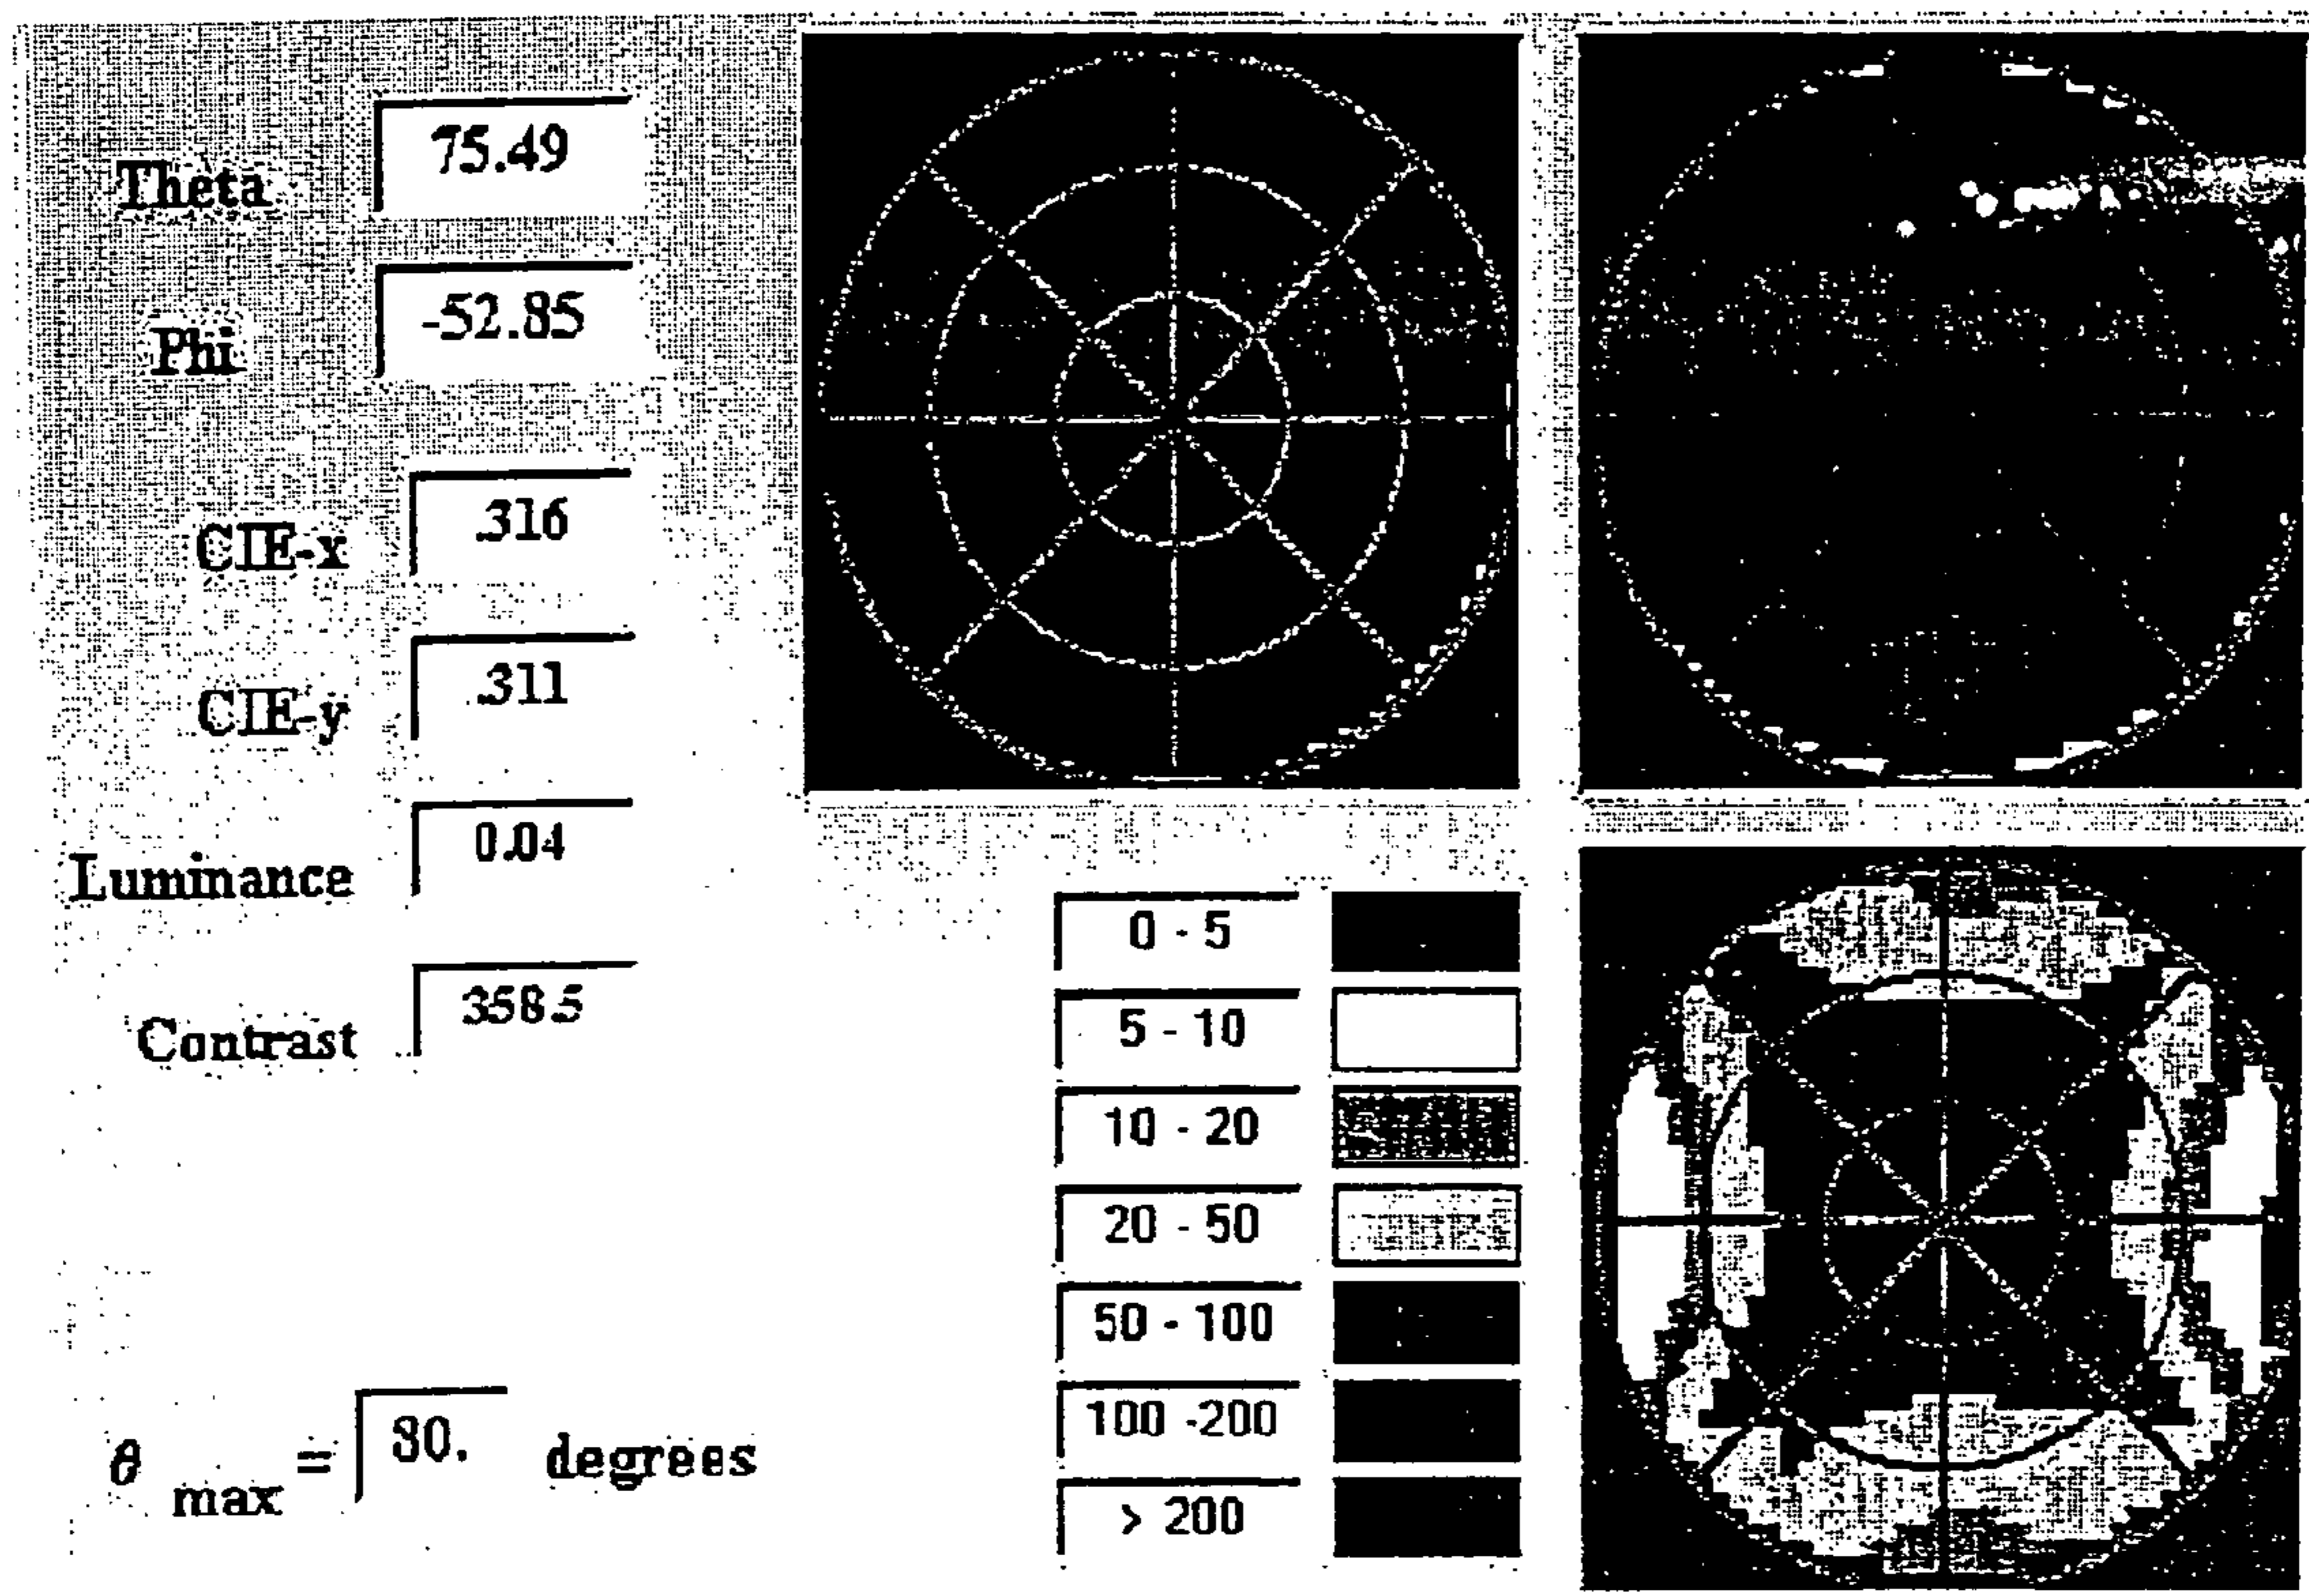 Theta 75.49
Phi -52.85
CIE-x .316
CIE-y .311
Luminance 0.04
Contrast 358.5
θ max = 80. degrees
0 - 5
5 - 10
10 - 20
20 - 50
50 - 100
100 -200
> 200